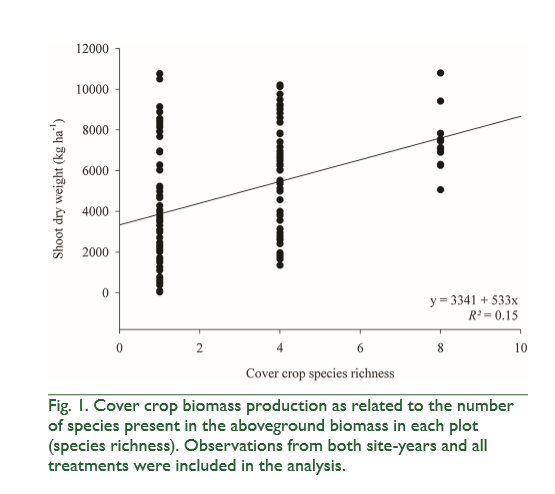 12000
10000
8000
6000
4000
2000
0
Shoot dry weight (kg ha⁻¹)
y = 3341 + 533x
R² = 0.15
0 2 4 6 8 10
Cover crop species richness
Fig. 1. Cover crop biomass production as related to the number
of species present in the aboveground biomass in each plot
(species richness). Observations from both site-years and all
treatments were included in the analysis.